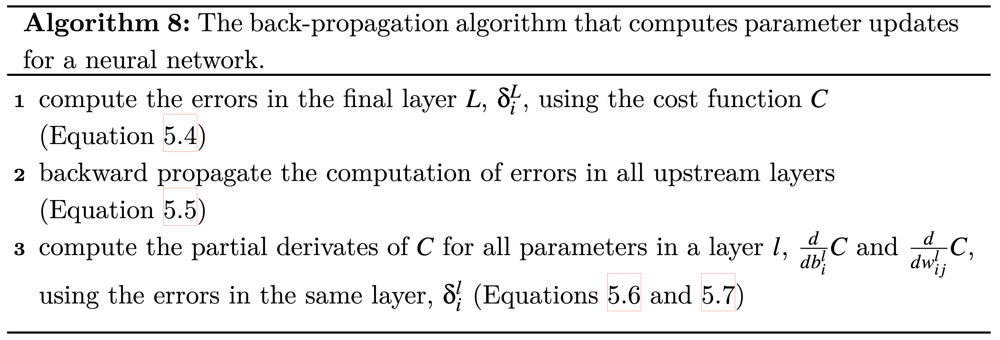 Algorithm 8: The back-propagation algorithm that computes parameter updates
for a neural network.
1 compute the errors in the final layer L, δ_i^L, using the cost function C
(Equation 5.4)
2 backward propagate the computation of errors in all upstream layers
(Equation 5.5)
3 compute the partial derivates of C for all parameters in a layer l, \frac{d}{db_i^l}C and \frac{d}{dw_{ij}^l}C,
using the errors in the same layer, δ_i^l (Equations 5.6 and 5.7)